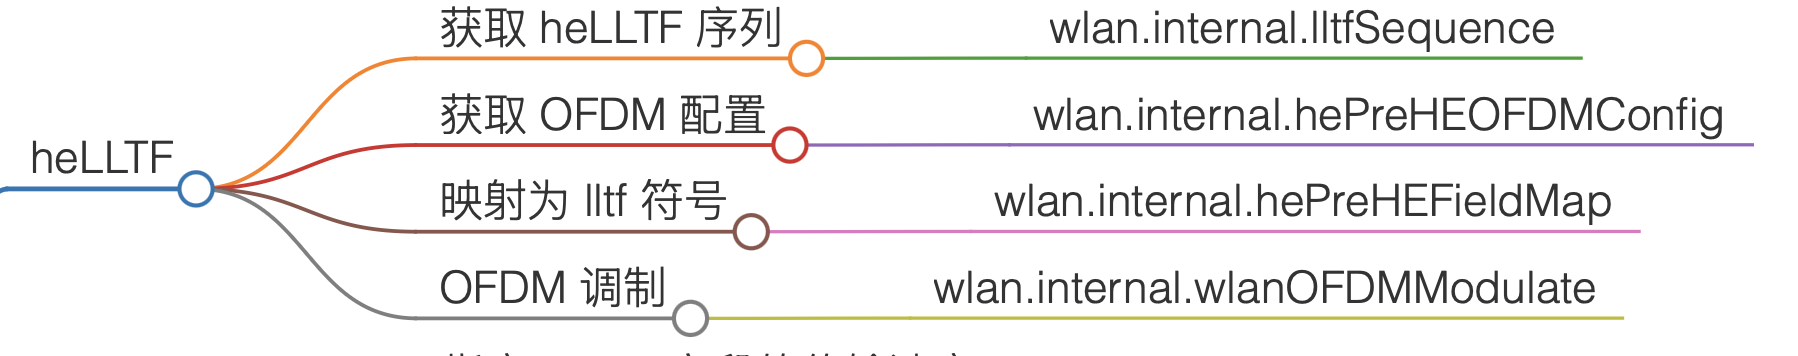 获取 heLLTF 序列
wlan.internal.lltfSequence
获取 OFDM 配置
wlan.internal.hePreHEOFDMConfig
heLLTF
映射为 lltf 符号
wlan.internal.hePreHEFieldMap
OFDM 调制
wlan.internal.wlanOFDMModulate